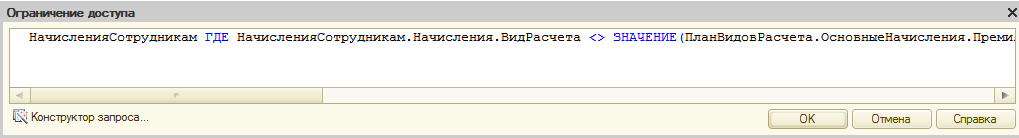 Ограничение доступа
НачисленияСотрудникам ГДЕ НачисленияСотрудникам.Начисления.ВидРасчета <> ЗНАЧЕНИЕ(ПланВидовРасчета.ОсновныеНачисления.Преми
Конструктор запроса...
OK
Отмена
Справка